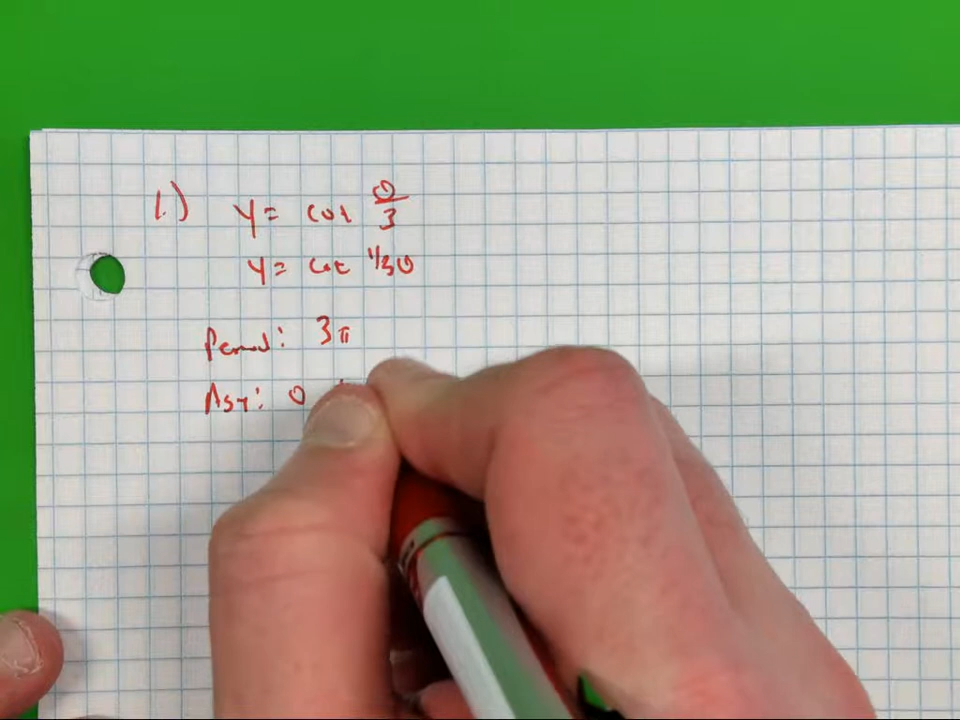 1.) y = cot θ/3
y = cot 1/3θ
Period: 3π
Asy: 0